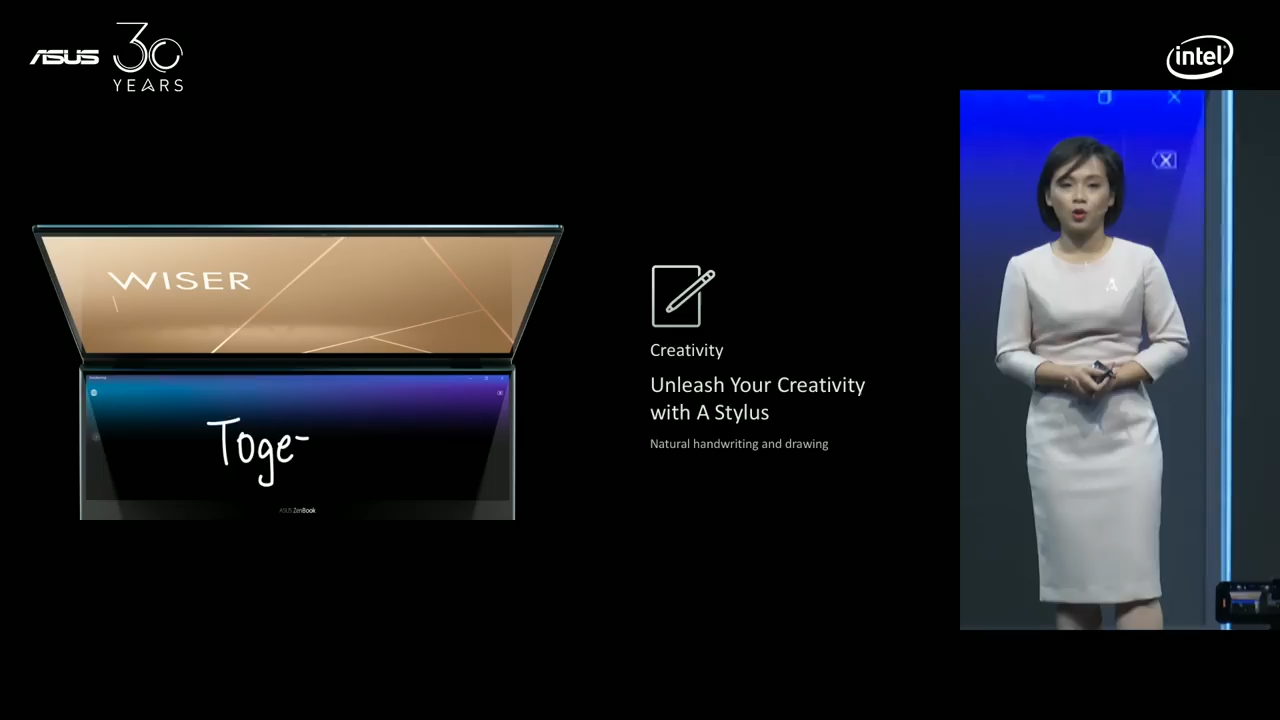 ASUS
30
YEARS
intel
WISER
Toge-
ASUS ZenBook
Creativity
Unleash Your Creativity
with A Stylus
Natural handwriting and drawing